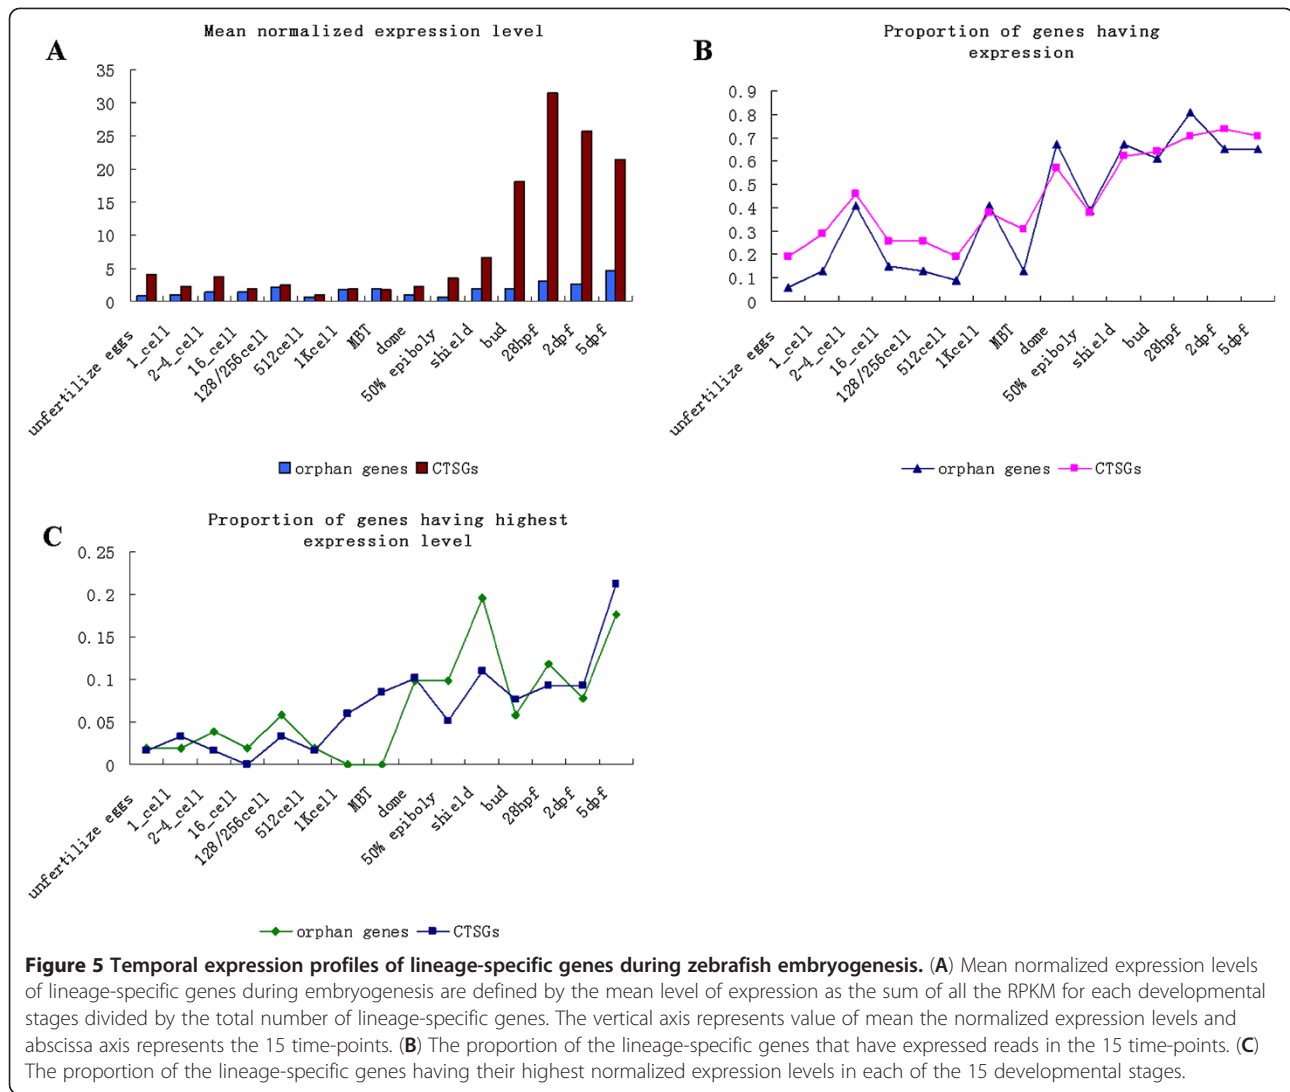 A
Mean normalized expression level
35
30
25
20
15
10
5
0
unfertilize eggs
1_cell
2-4_cell
16_cell
128/256cell
512cell
1Kcell
MBT
dome
50% epiboly
shield
bud
28hpf
2dpf
5dpf
orphan genes CTSGs
B
Proportion of genes having
expression
0.9
0.8
0.7
0.6
0.5
0.4
0.3
0.2
0.1
0
unfertilize eggs
1_cell
2-4_cell
16_cell
128/256cell
512cell
1Kcell
MBT
dome
50% epiboly
shield
bud
28hpf
2dpf
5dpf
orphan genes CTSGs
C
Proportion of genes having highest
expression level
0.25
0.2
0.15
0.1
0.05
0
unfertilize eggs
1_cell
2-4_cell
16_cell
128/256cell
512cell
1Kcell
MBT
dome
50% epiboly
shield
bud
28hpf
2dpf
5dpf
orphan genes CTSGs
Figure 5 Temporal expression profiles of lineage-specific genes during zebrafish embryogenesis. (A) Mean normalized expression levels
of lineage-specific genes during embryogenesis are defined by the mean level of expression as the sum of all the RPKM for each developmental
stages divided by the total number of lineage-specific genes. The vertical axis represents value of mean the normalized expression levels and
abscissa axis represents the 15 time-points. (B) The proportion of the lineage-specific genes that have expressed reads in the 15 time-points. (C)
The proportion of the lineage-specific genes having their highest normalized expression levels in each of the 15 developmental stages.